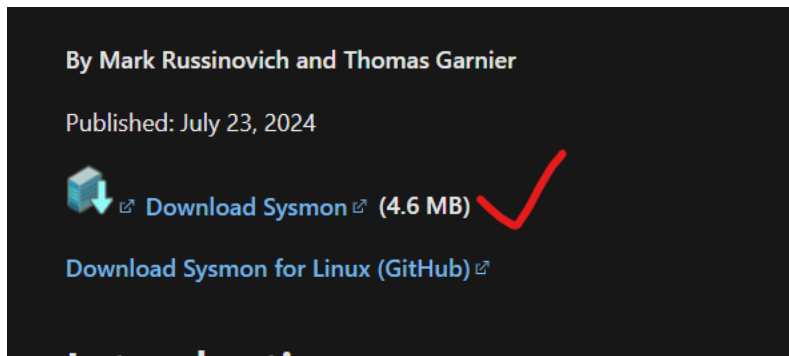 By Mark Russinovich and Thomas Garnier
Published: July 23, 2024
Download Sysmon (4.6 MB)
Download Sysmon for Linux (GitHub)